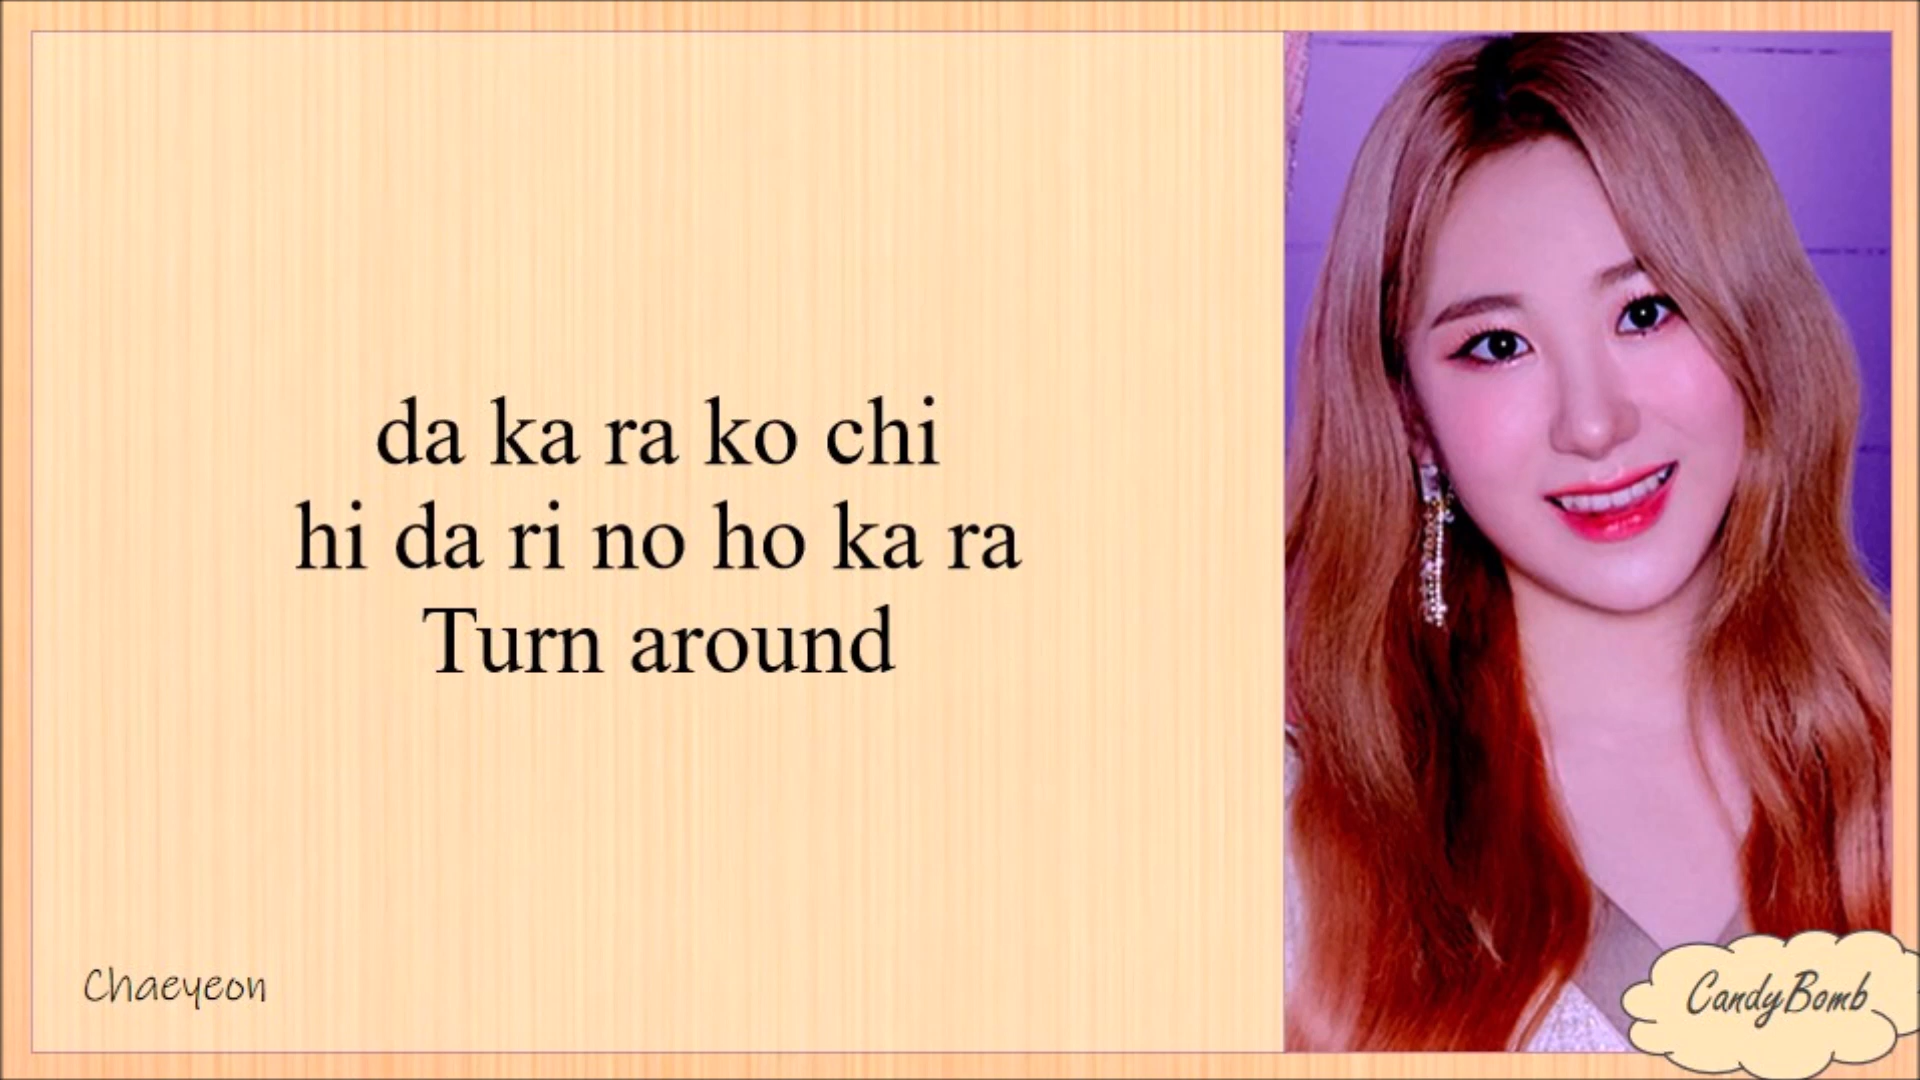 da ka ra ko chi
hi da ri no ho ka ra
Turn around
Chaeyeon
CandyBomb